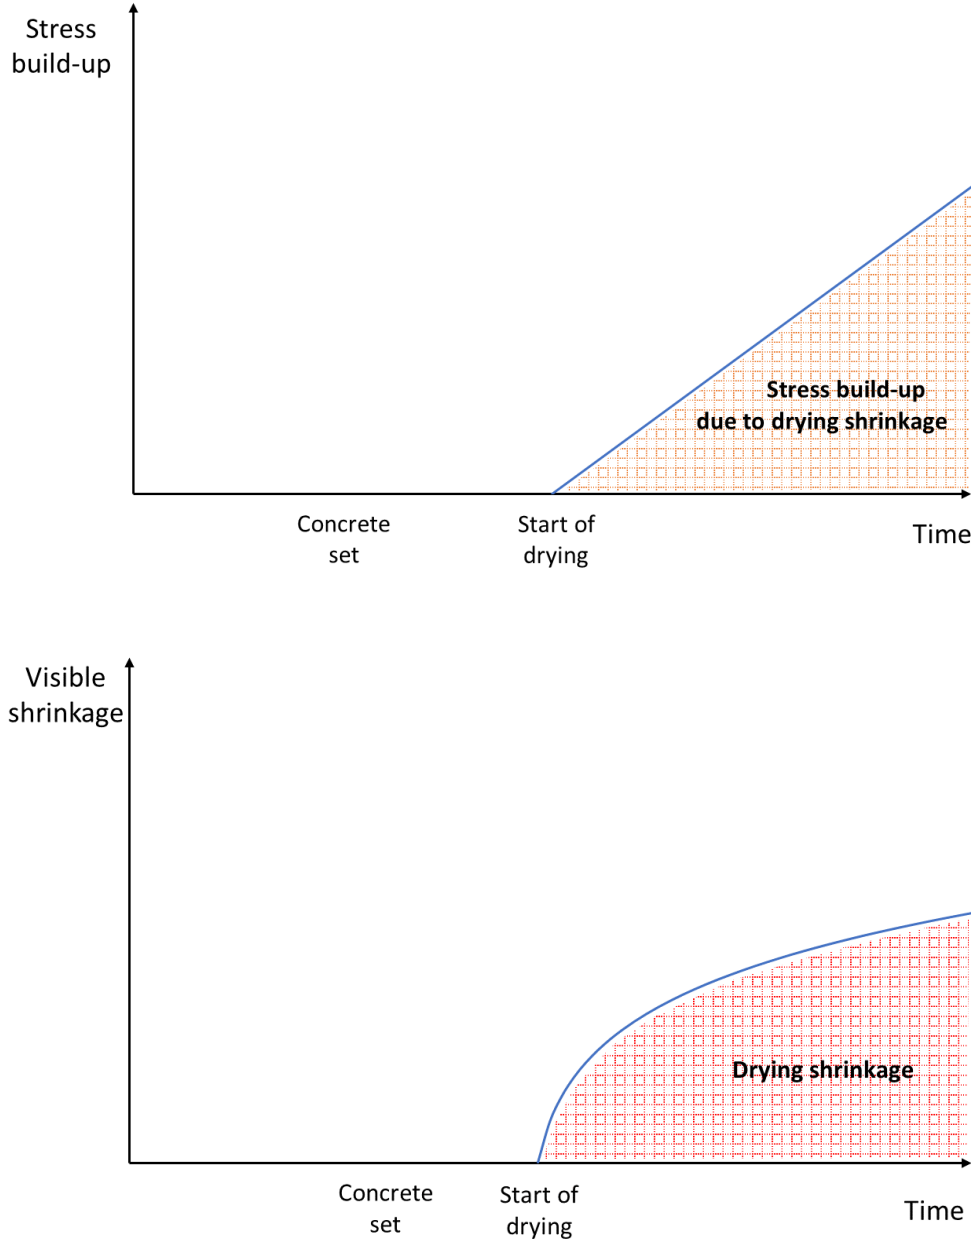 Stress
build-up
Stress build-up
due to drying shrinkage
Concrete
set
Start of
drying
Time
Visible
shrinkage
Drying shrinkage
Concrete
set
Start of
drying
Time